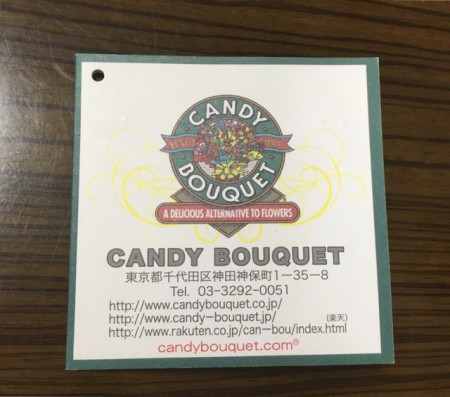 CANDY
BOUQUET
A DELICIOUS ALTERNATIVE TO FLOWERS
CANDY BOUQUET
東京都千代田区神田神保町1-35-8
Tel. 03-3292-0051
http://www.candybouquet.co.jp/
http://www.candy-bouquet.jp/ (楽天)
http://www.rakuten.co.jp/can-bou/index.html
candybouquet.com®